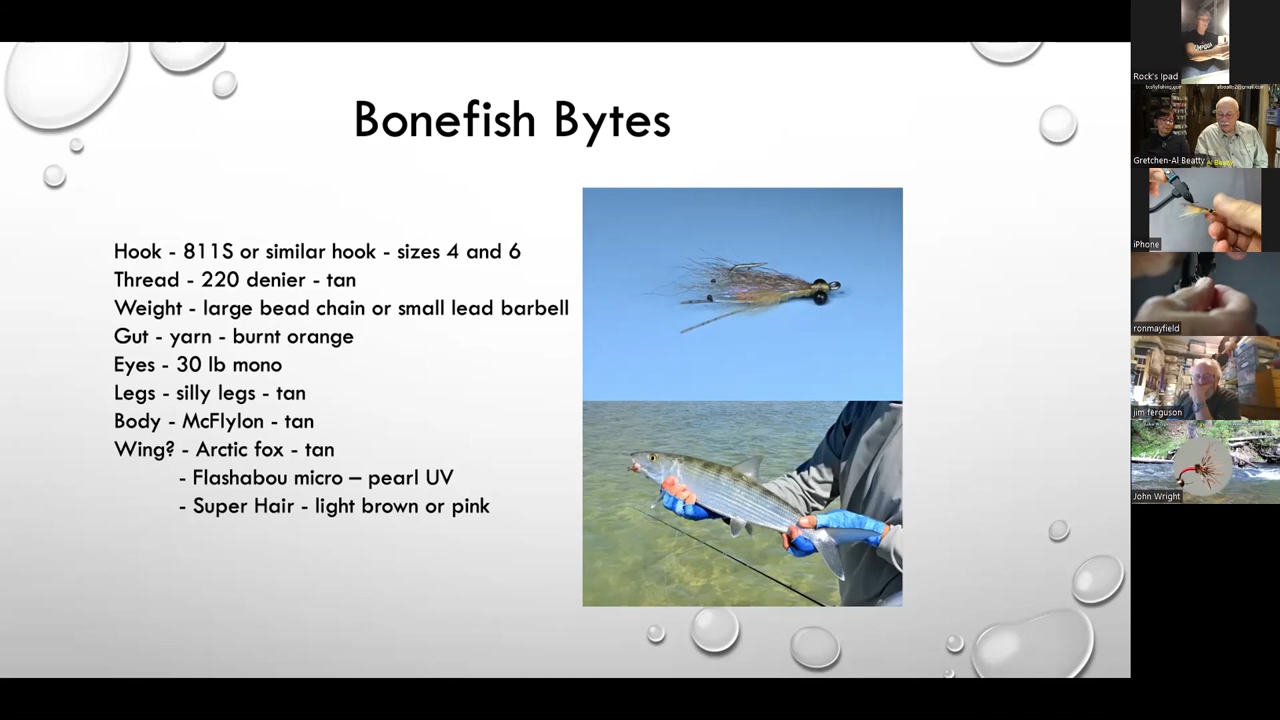 Bonefish Bytes
Hook - 811S or similar hook - sizes 4 and 6
Thread - 220 denier - tan
Weight - large bead chain or small lead barbell
Gut - yarn - burnt orange
Eyes - 30 lb mono
Legs - silly legs - tan
Body - McFlylon - tan
Wing? - Arctic fox - tan
- Flashabou micro – pearl UV
- Super Hair - light brown or pink
Rock's Ipad
Gretchen-Al Beatty
Al Beatty
iPhone
ronmayfield
jim ferguson
John Wright